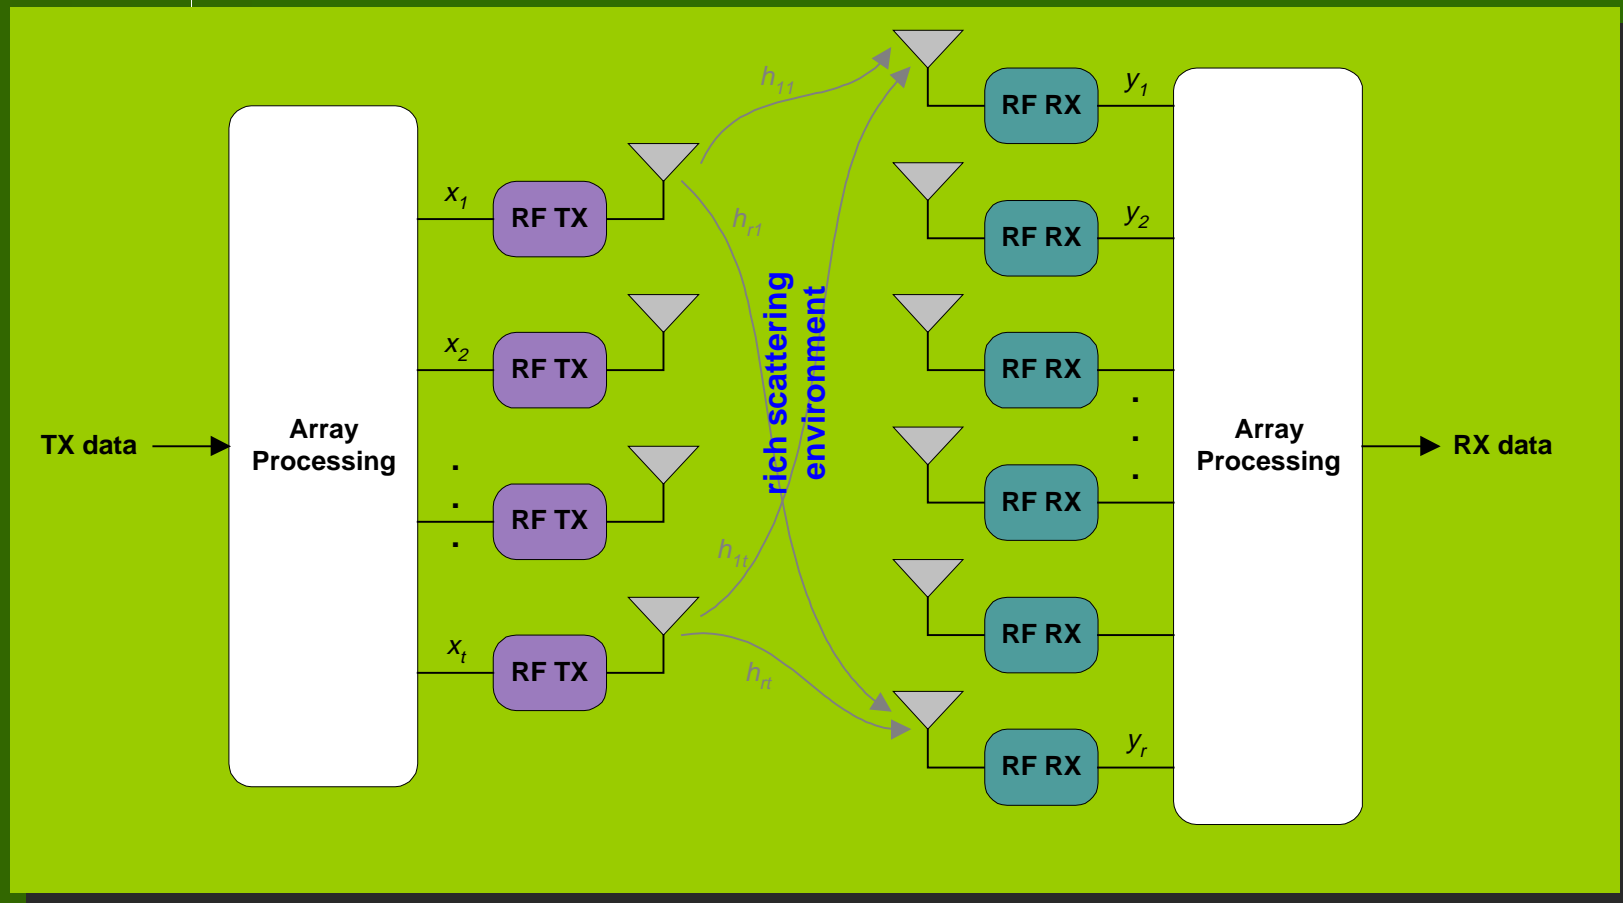 TX data
Array
Processing
x1
RF TX
x2
RF TX
.
.
.
RF TX
xt
RF TX
h11
hr1
rich scattering
environment
h1t
hrt
RF RX
y1
RF RX
y2
RF RX
.
.
.
RF RX
RF RX
RF RX
yr
Array
Processing
RX data